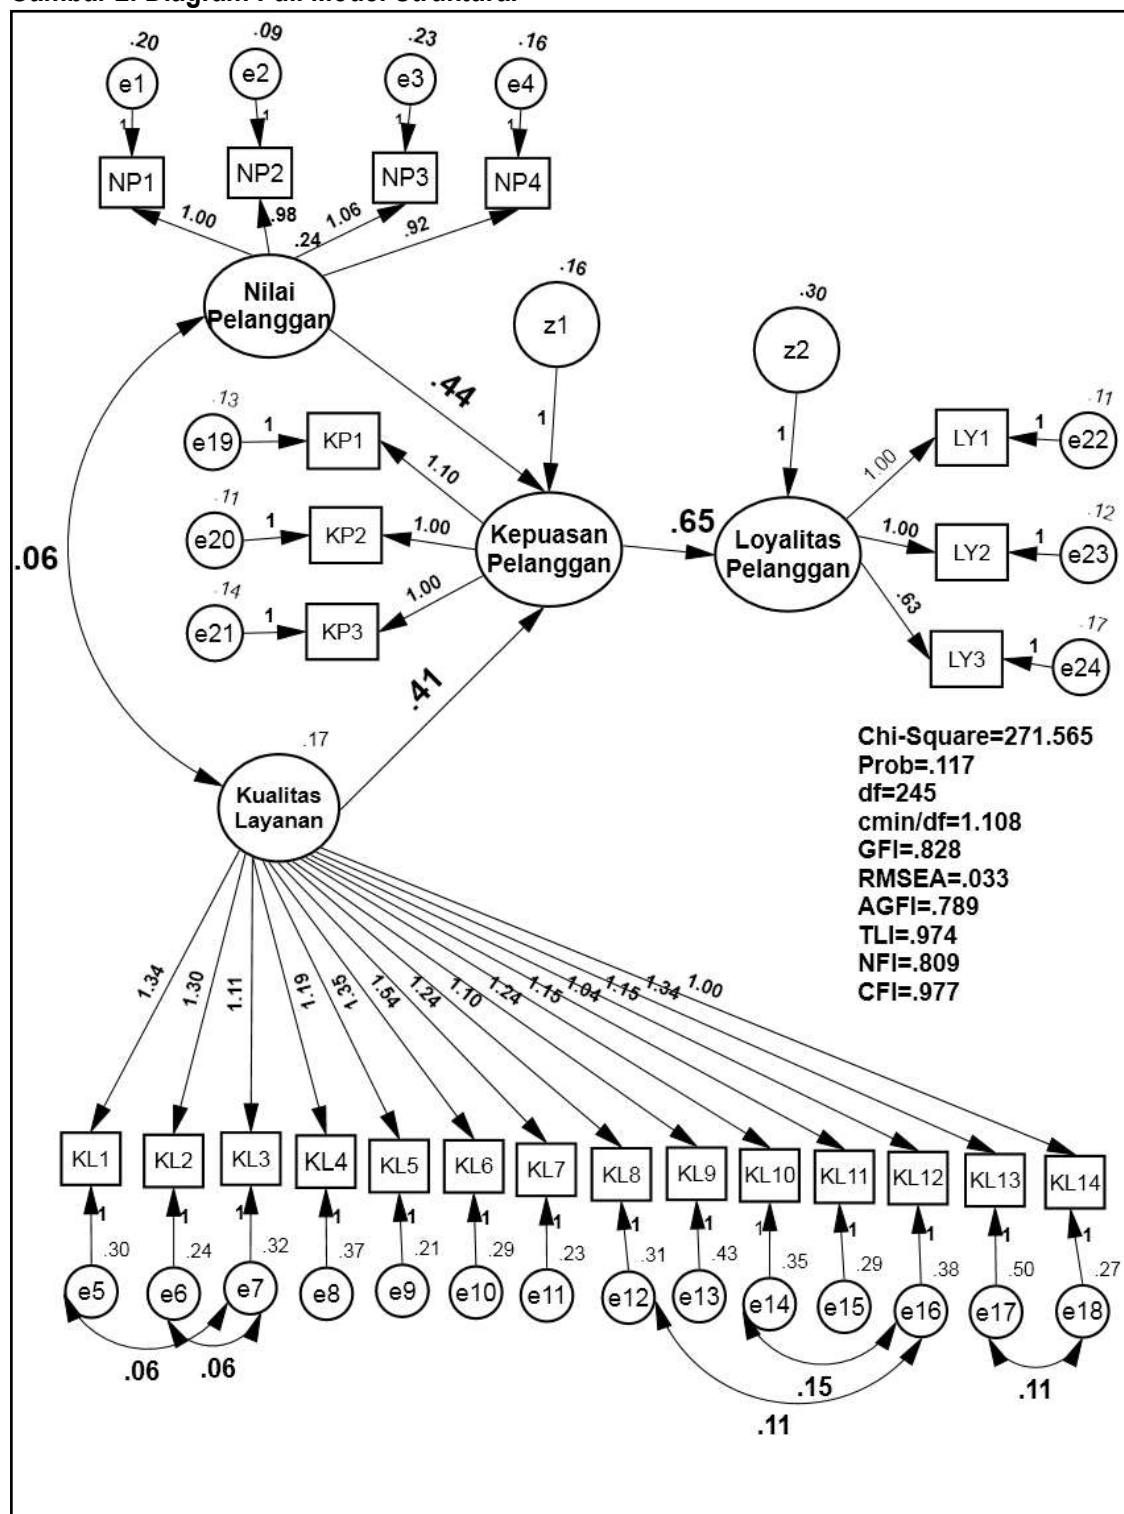 Gambar 2. Diagram Full Model Struktural
.20 .09 .23 .16
e1 e2 e3 e4
1 1 1 1
NP1 NP2 NP3 NP4
1.00 .98 1.06 .92
.24
Nilai
Pelanggan
.16
z1
1
.30
z2
1
.44
.13
e19 1 KP1 1.10
.11
e20 1 KP2 1.00
.14
e21 1 KP3 1.00
Kepuasan
Pelanggan
.65
Loyalitas
Pelanggan
.11
1.00 LY1 1 e22
.12
1.00 LY2 1 e23
.17
.63 LY3 1 e24
.06
.41
.17
Kualitas
Layanan
Chi-Square=271.565
Prob=.117
df=245
cmin/df=1.108
GFI=.828
RMSEA=.033
AGFI=.789
TLI=.974
NFI=.809
CFI=.977
1.34 1.30 1.11 1.19 1.35 1.54 1.24 1.10 1.24 1.15 1.04 1.15 1.34 1.00
KL1 KL2 KL3 KL4 KL5 KL6 KL7 KL8 KL9 KL10 KL11 KL12 KL13 KL14
1 1 1 1 1 1 1 1 1 1 1 1 1 1
.30 .24 .32 .37 .21 .29 .23 .31 .43 .35 .29 .38 .50 .27
e5 e6 e7 e8 e9 e10 e11 e12 e13 e14 e15 e16 e17 e18
.06 .06 .15 .11
.11